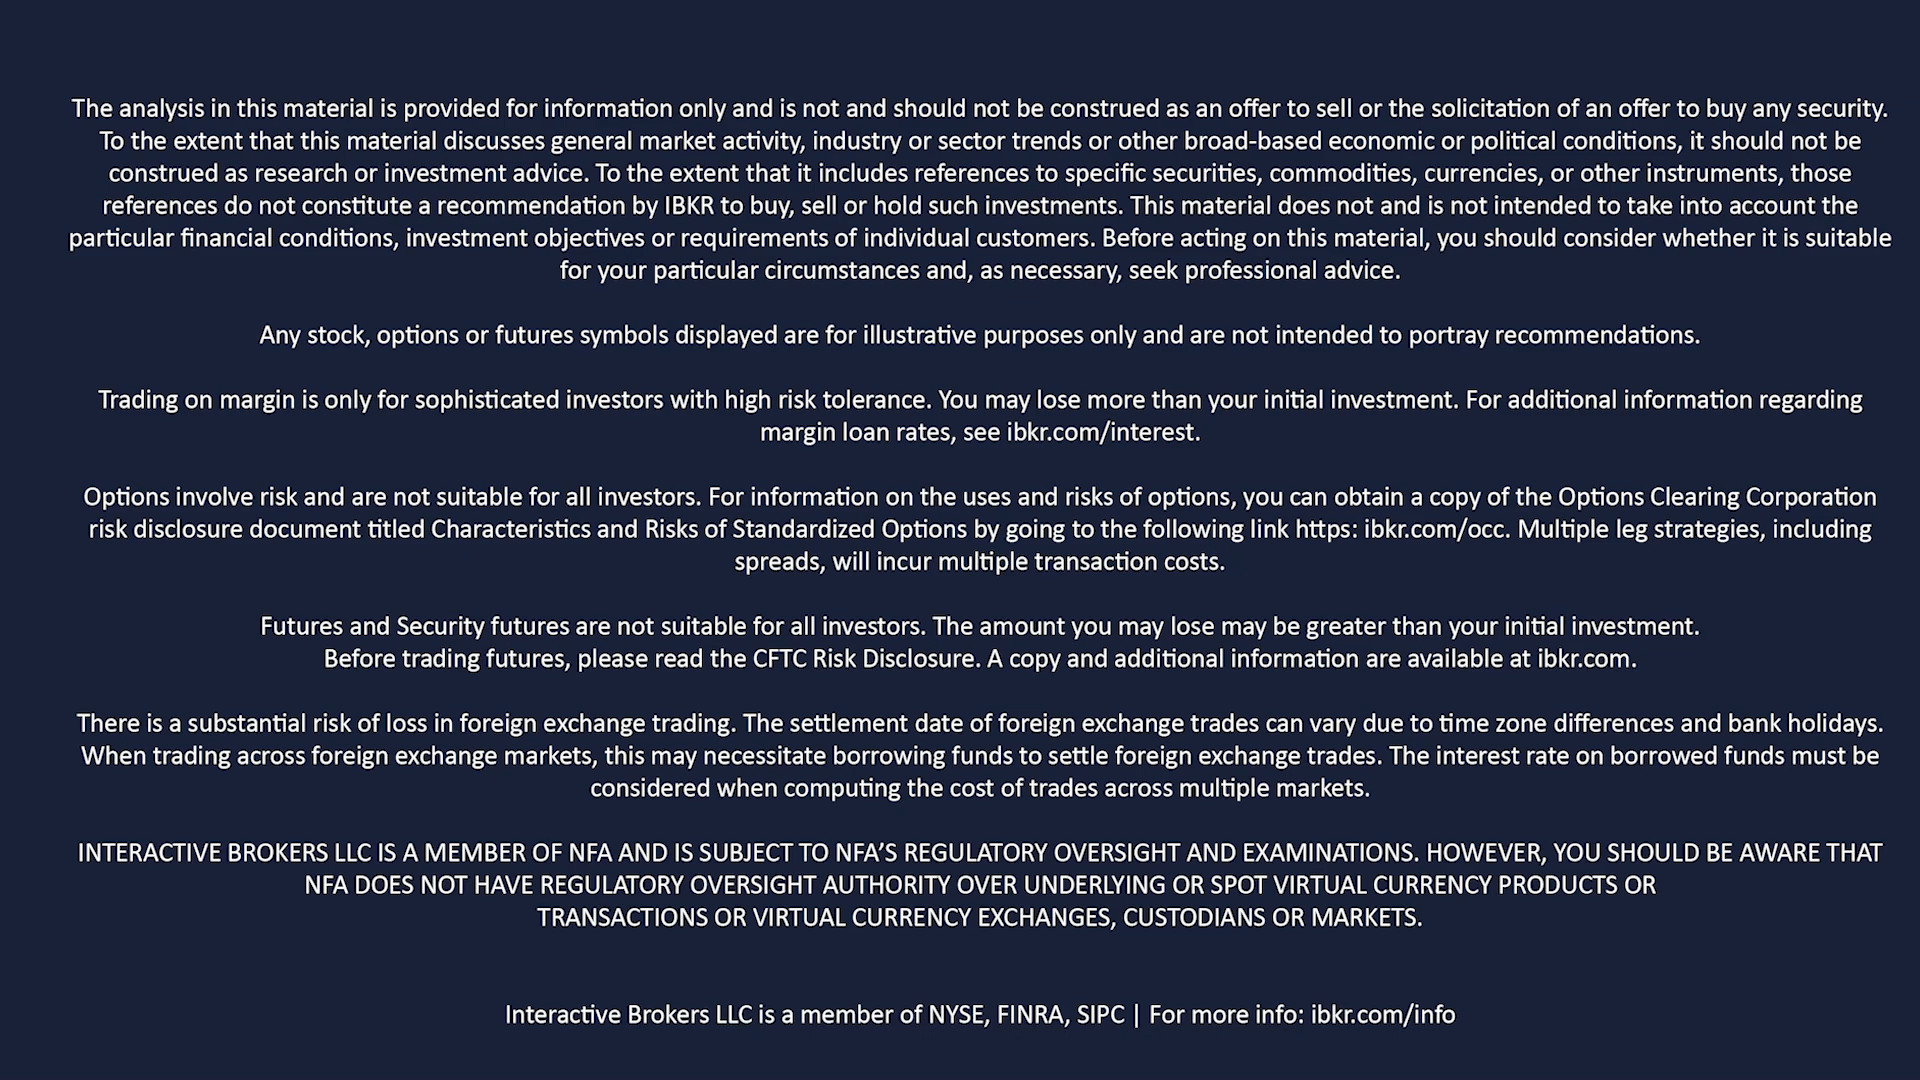 The analysis in this material is provided for information only and is not and should not be construed as an offer to sell or the solicitation of an offer to buy any security.
To the extent that this material discusses general market activity, industry or sector trends or other broad-based economic or political conditions, it should not be
construed as research or investment advice. To the extent that it includes references to specific securities, commodities, currencies, or other instruments, those
references do not constitute a recommendation by IBKR to buy, sell or hold such investments. This material does not and is not intended to take into account the
particular financial conditions, investment objectives or requirements of individual customers. Before acting on this material, you should consider whether it is suitable
for your particular circumstances and, as necessary, seek professional advice.
Any stock, options or futures symbols displayed are for illustrative purposes only and are not intended to portray recommendations.
Trading on margin is only for sophisticated investors with high risk tolerance. You may lose more than your initial investment. For additional information regarding
margin loan rates, see ibkr.com/interest.
Options involve risk and are not suitable for all investors. For information on the uses and risks of options, you can obtain a copy of the Options Clearing Corporation
risk disclosure document titled Characteristics and Risks of Standardized Options by going to the following link https: ibkr.com/occ. Multiple leg strategies, including
spreads, will incur multiple transaction costs.
Futures and Security futures are not suitable for all investors. The amount you may lose may be greater than your initial investment.
Before trading futures, please read the CFTC Risk Disclosure. A copy and additional information are available at ibkr.com.
There is a substantial risk of loss in foreign exchange trading. The settlement date of foreign exchange trades can vary due to time zone differences and bank holidays.
When trading across foreign exchange markets, this may necessitate borrowing funds to settle foreign exchange trades. The interest rate on borrowed funds must be
considered when computing the cost of trades across multiple markets.
INTERACTIVE BROKERS LLC IS A MEMBER OF NFA AND IS SUBJECT TO NFA’S REGULATORY OVERSIGHT AND EXAMINATIONS. HOWEVER, YOU SHOULD BE AWARE THAT
NFA DOES NOT HAVE REGULATORY OVERSIGHT AUTHORITY OVER UNDERLYING OR SPOT VIRTUAL CURRENCY PRODUCTS OR
TRANSACTIONS OR VIRTUAL CURRENCY EXCHANGES, CUSTODIANS OR MARKETS.
Interactive Brokers LLC is a member of NYSE, FINRA, SIPC | For more info: ibkr.com/info